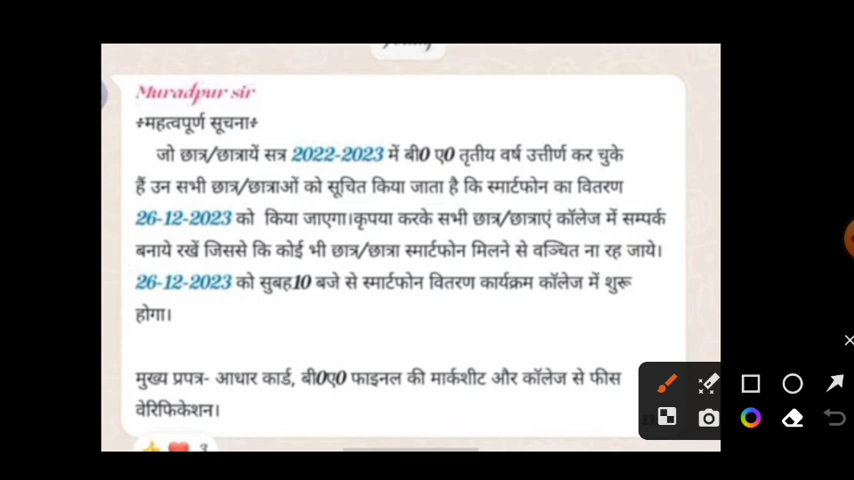 Muradpur sir
÷महत्वपूर्ण सूचना÷
जो छात्र/छात्रायें सत्र 2022-2023 में बी0 ए0 तृतीय वर्ष उत्तीर्ण कर चुके
हैं उन सभी छात्र/छात्राओं को सूचित किया जाता है कि स्मार्टफोन का वितरण
26-12-2023 को किया जाएगा।कृपया करके सभी छात्र/छात्राएं कॉलेज में सम्पर्क
बनाये रखें जिससे कि कोई भी छात्र/छात्रा स्मार्टफोन मिलने से वञ्चित ना रह जाये।
26-12-2023 को सुबह10 बजे से स्मार्टफोन वितरण कार्यक्रम कॉलेज में शुरू
होगा।
मुख्य प्रपत्र- आधार कार्ड, बी0ए0 फाइनल की मार्कशीट और कॉलेज से फीस
वेरिफिकेशन।
3